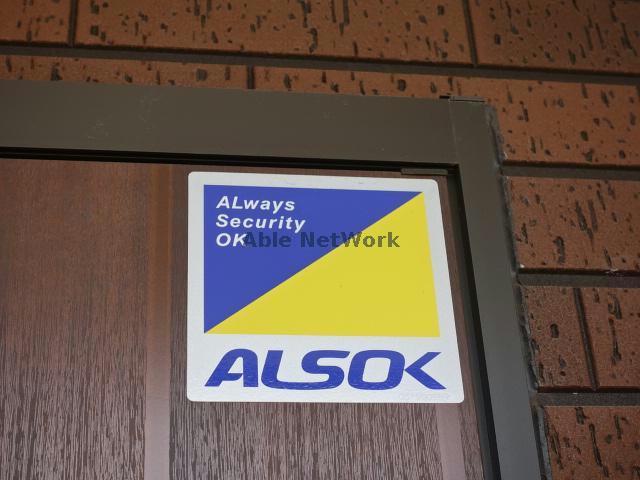 ALways
Security
OK
Able NetWork
ALSOK